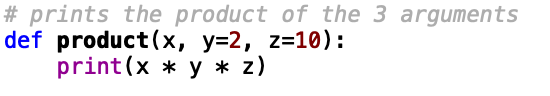 # prints the product of the 3 arguments
def product(x, y=2, z=10):
    print(x * y * z)